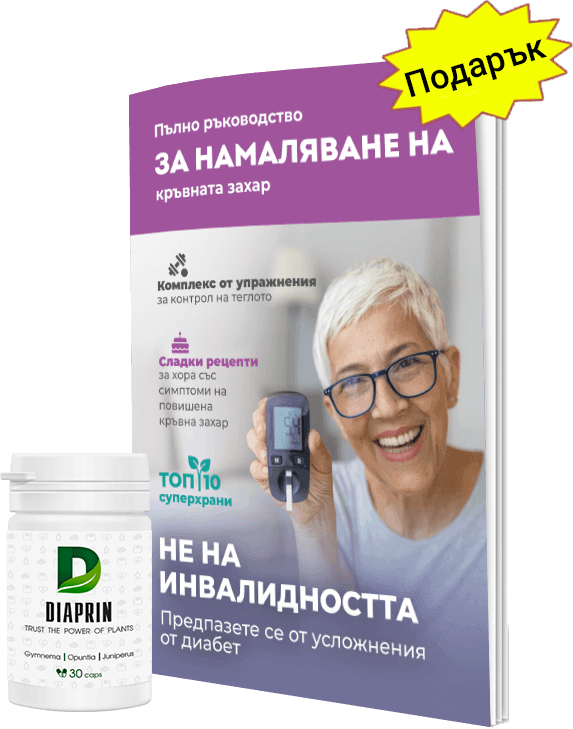 Подарък
Пълно ръководство
ЗА НАМАЛЯВАНЕ НА
кръвната захар
Комплекс от упражнения
за контрол на теглото
Сладки рецепти
за хора със
симптоми на
повишена
кръвна захар
ТОП 10
суперхрани
5.4
НЕ НА
ИНВАЛИДНОСТТА
Предпазете се от усложнения
от диабет
D
DIAPRIN
TRUST THE POWER OF PLANTS
Gymnema | Opuntia | Juniperus
30 caps